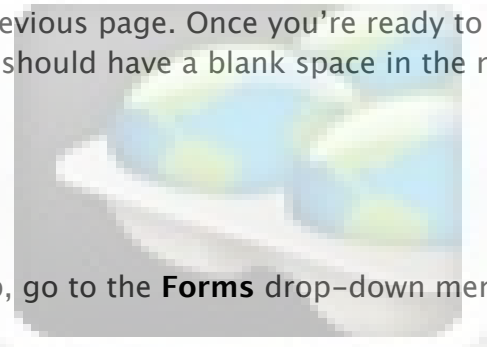 evious page. Once you're ready to
should have a blank space in the
, go to the Forms drop-down